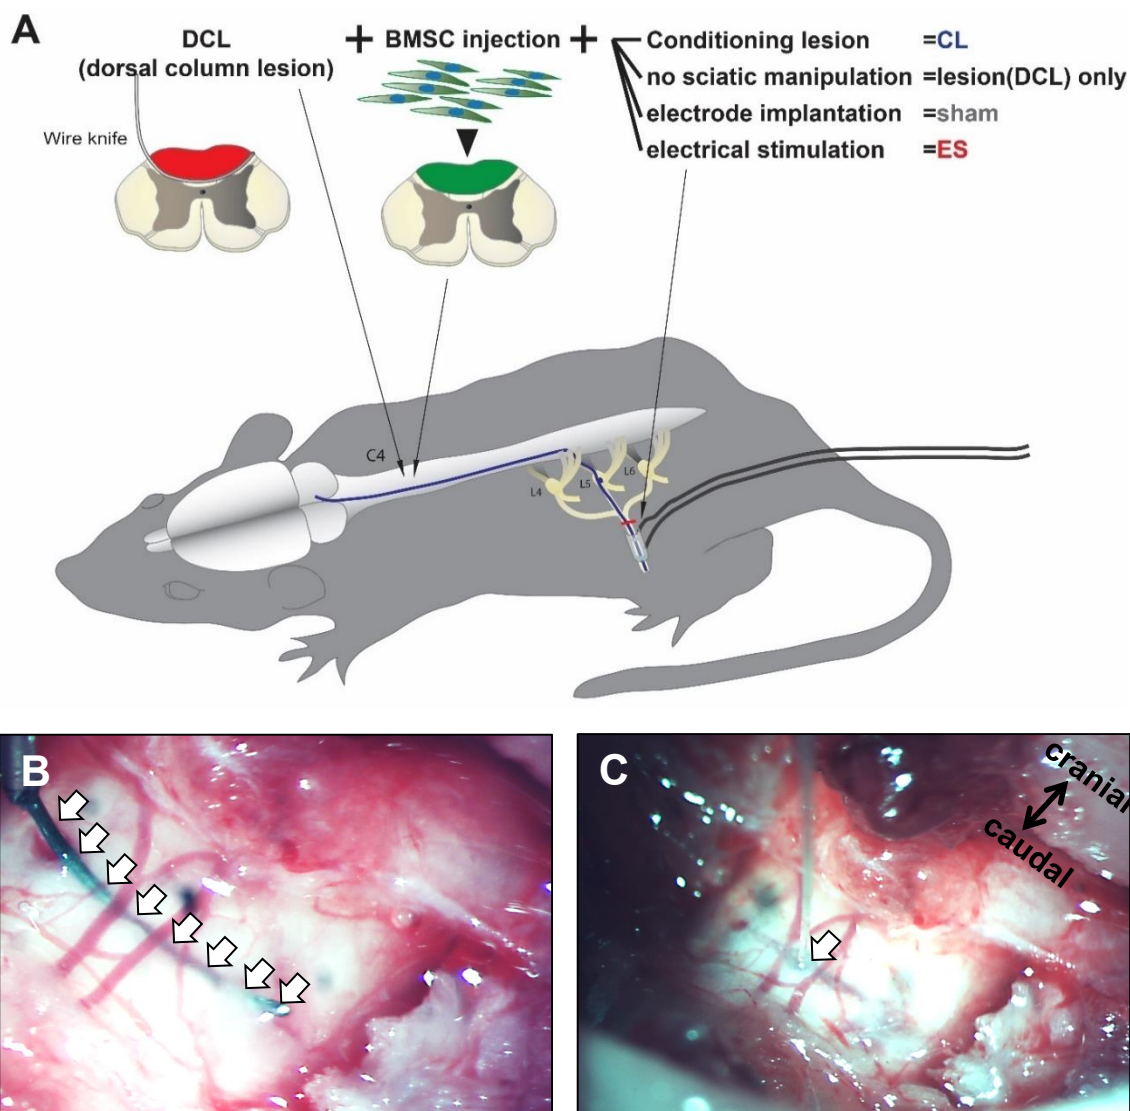 A
DCL
(dorsal column lesion)
+ BMSC injection +
Conditioning lesion =CL
no sciatic manipulation =lesion(DCL) only
electrode implantation =sham
electrical stimulation =ES
Wire knife
C4
L4
L5
L6
B
C
cranial
caudal